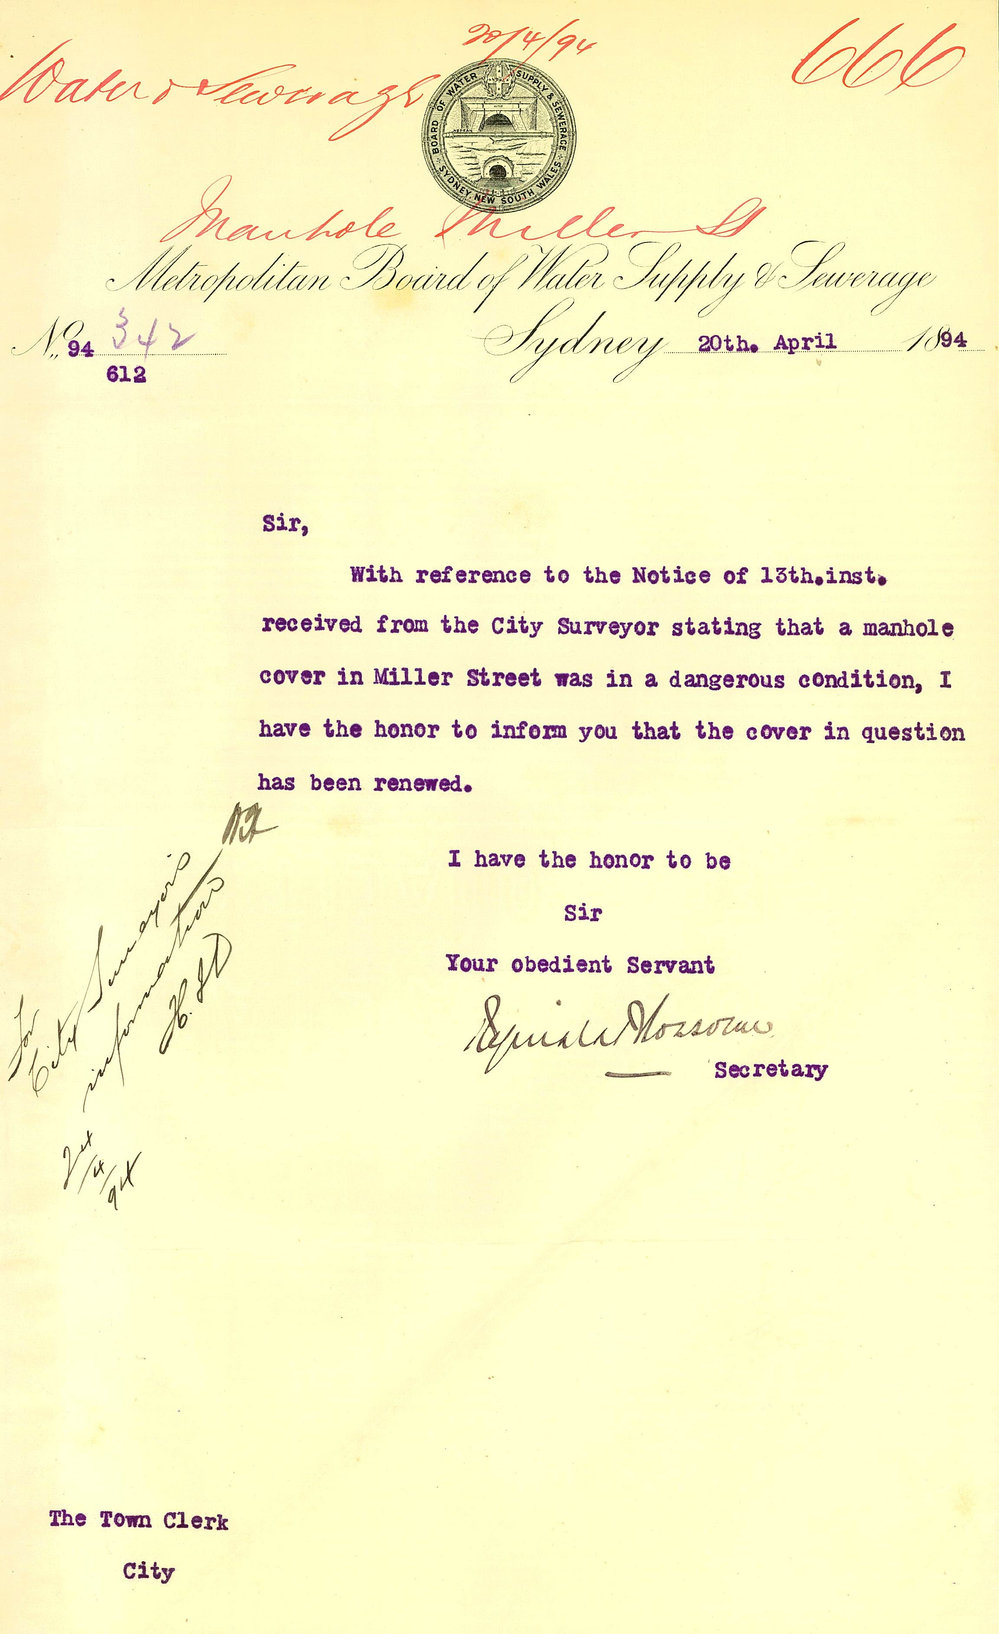 20/4/94
666
Water & Sewerage
BOARD OF WATER SUPPLY & SEWERAGE
SYDNEY NEW SOUTH WALES
Manhole Miller St
Metropolitan Board of Water Supply & Sewerage
No. 94 342
612
Sydney 20th. April 1894
Sir,
With reference to the Notice of 13th.inst.
received from the City Surveyor stating that a manhole
cover in Miller Street was in a dangerous condition, I
have the honor to inform you that the cover in question
has been renewed.
I have the honor to be
Sir
Your obedient Servant
Secretary
For
City Surveyor's
information
24/4/94
The Town Clerk
City